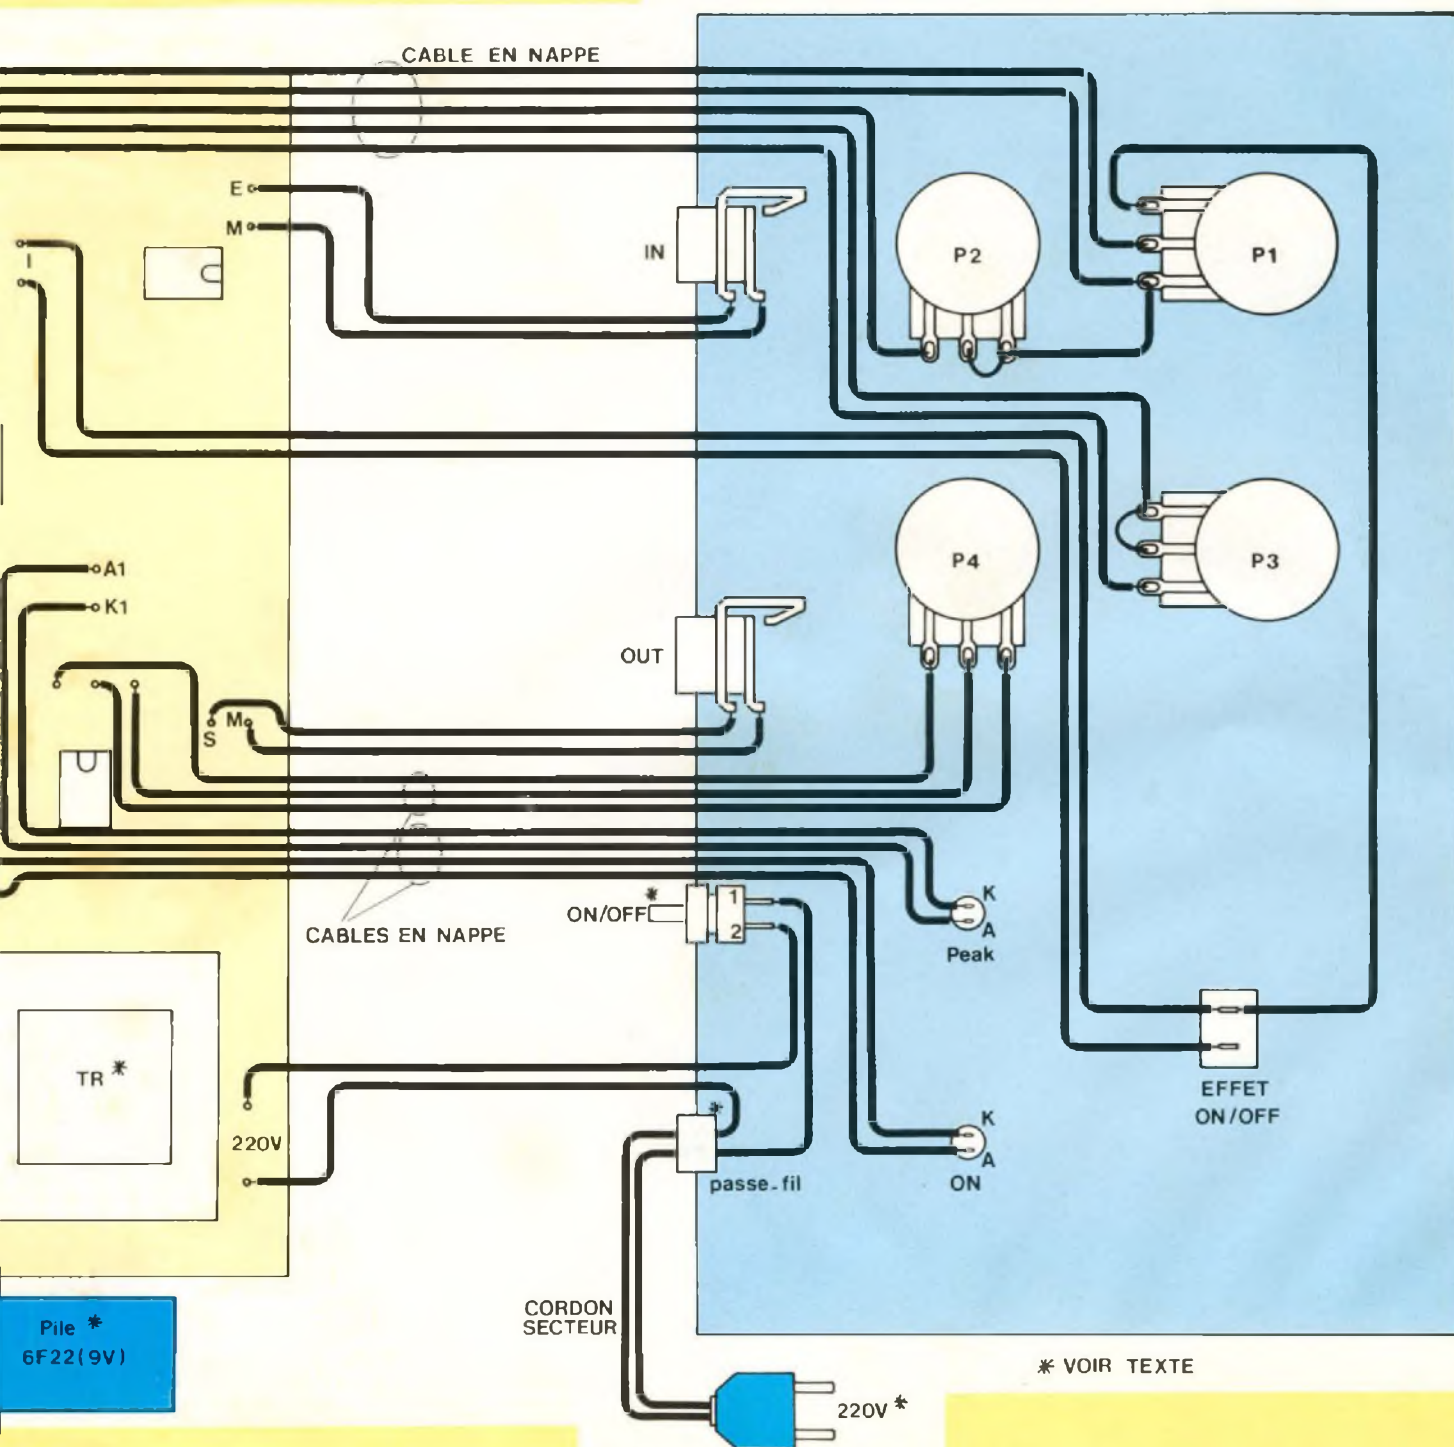 CABLE EN NAPPE
E
M
I
IN
P2
P1
A1
K1
P4
P3
OUT
S
M
*
ON/OFF
1
2
CABLES EN NAPPE
K
A
Peak
TR *
EFFET
ON/OFF
220V
*
passe-fil
K
A
ON
CORDON
SECTEUR
Pile *
6F22(9V)
* VOIR TEXTE
220V *